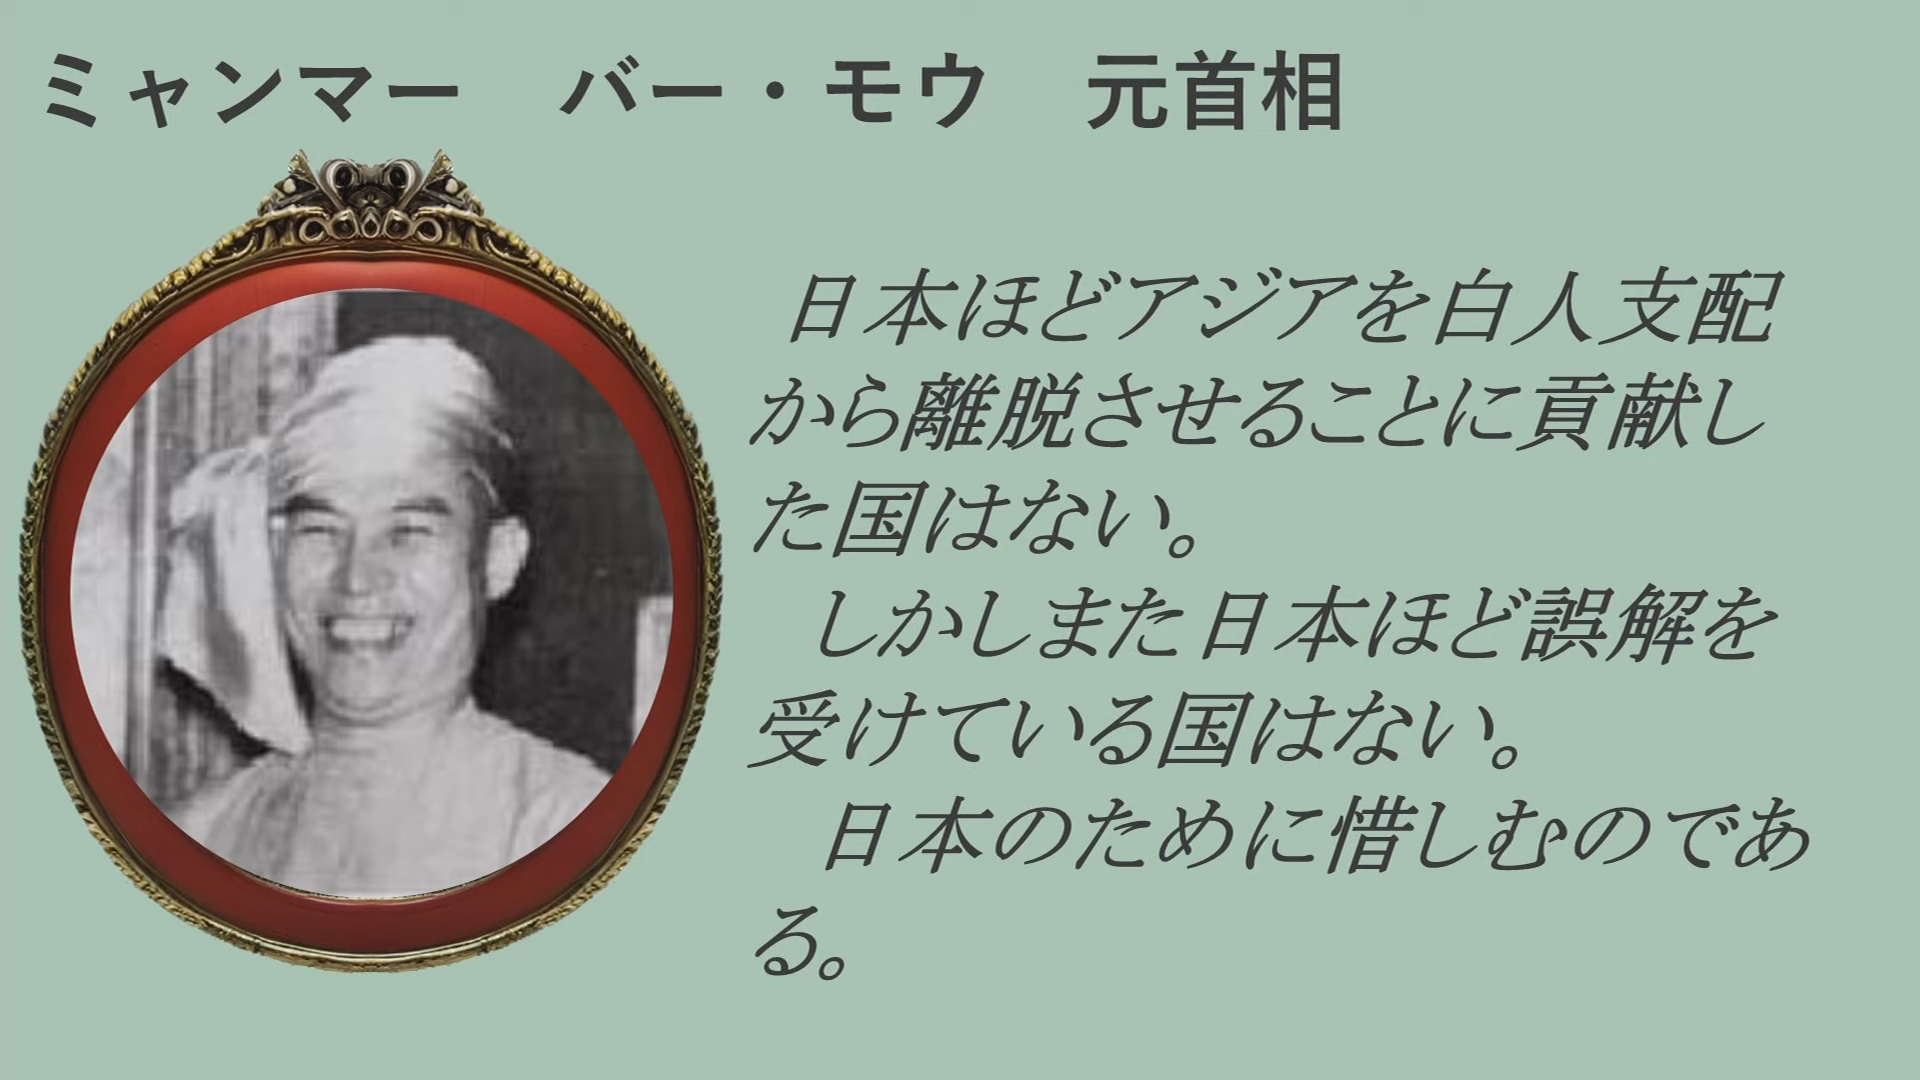 ミャンマー　バー・モウ　元首相
日本ほどアジアを白人支配
から離脱させることに貢献し
た国はない。
しかしまた日本ほど誤解を
受けている国はない。
日本のために惜しむのであ
る。